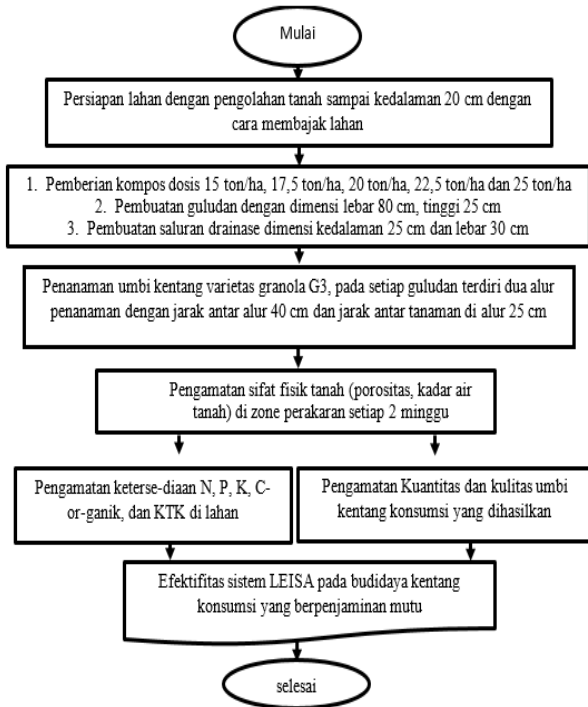 Mulai
Persiapan lahan dengan pengolahan tanah sampai kedalaman 20 cm dengan
cara membajak lahan
1. Pemberian kompos dosis 15 ton/ha, 17,5 ton/ha, 20 ton/ha, 22,5 ton/ha dan 25 ton/ha
2. Pembuatan guludan dengan dimensi lebar 80 cm, tinggi 25 cm
3. Pembuatan saluran drainase dimensi kedalaman 25 cm dan lebar 30 cm
Penanaman umbi kentang varietas granola G3, pada setiap guludan terdiri dua alur
penanaman dengan jarak antar alur 40 cm dan jarak antar tanaman di alur 25 cm
Pengamatan sifat fisik tanah (porositas, kadar air
tanah) di zone perakaran setiap 2 minggu
Pengamatan keterse-diaan N, P, K, C-
or-ganik, dan KTK di lahan
Pengamatan Kuantitas dan kulitas umbi
kentang konsumsi yang dihasilkan
Efektifitas sistem LEISA pada budidaya kentang
konsumsi yang berpenjaminan mutu
selesai